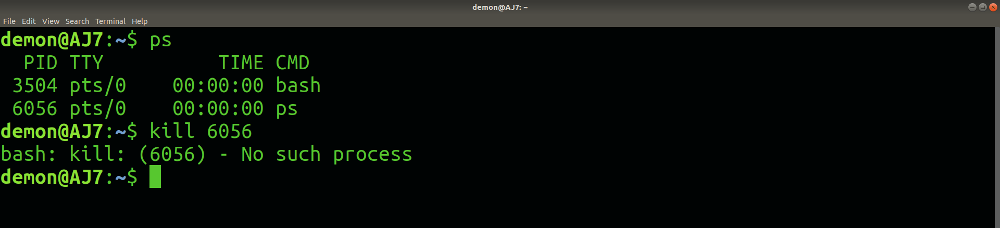 demon@AJ7: ~
File Edit View Search Terminal Help
demon@AJ7:~$ ps
  PID TTY          TIME CMD
 3504 pts/0    00:00:00 bash
 6056 pts/0    00:00:00 ps
demon@AJ7:~$ kill 6056
bash: kill: (6056) - No such process
demon@AJ7:~$